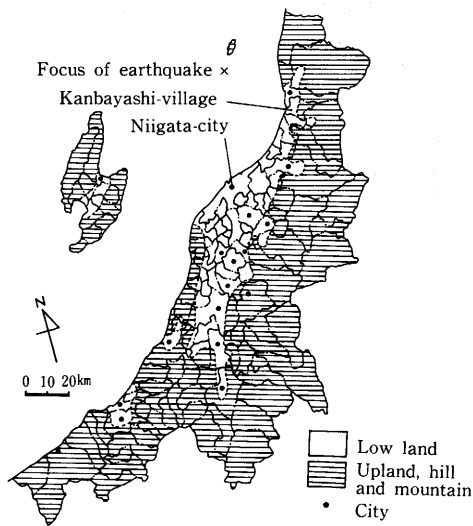 Focus of earthquake ×
Kanbayashi-village
Niigata-city
N
0 10 20km
Low land
Upland, hill
and mountain
City